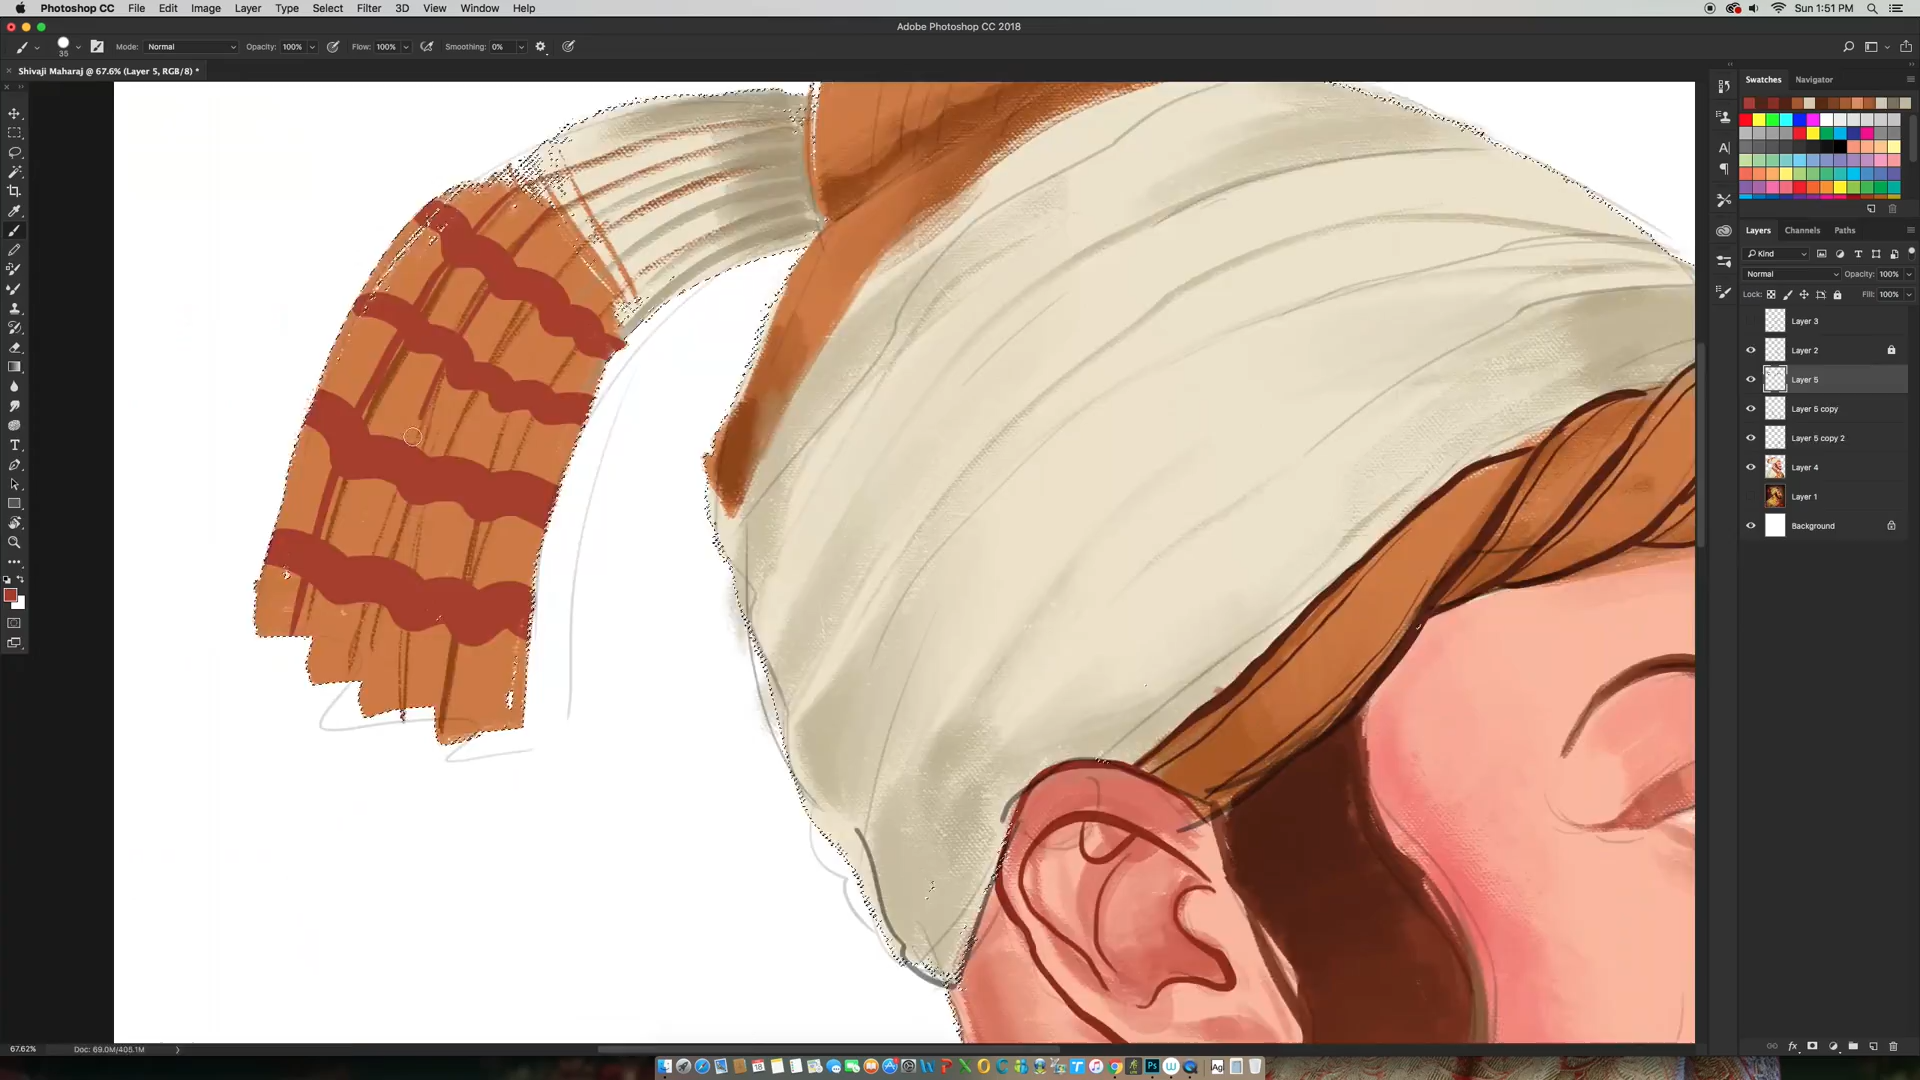 Photoshop CC File Edit Image Layer Type Select Filter 3D View Window Help Sun 1:51 PM
Adobe Photoshop CC 2018
35 Mode: Normal Opacity: 100% Flow: 100% Smoothing: 0%
Shivaji Maharaj @ 67.6% (Layer 5, RGB/8) *
Swatches Navigator
Layers Channels Paths
Kind
Normal Opacity: 100%
Lock: Fill: 100%
Layer 3
Layer 2
Layer 5
Layer 5 copy
Layer 5 copy 2
Layer 4
Layer 1
Background
67.62% Doc: 69.0M/405.1M